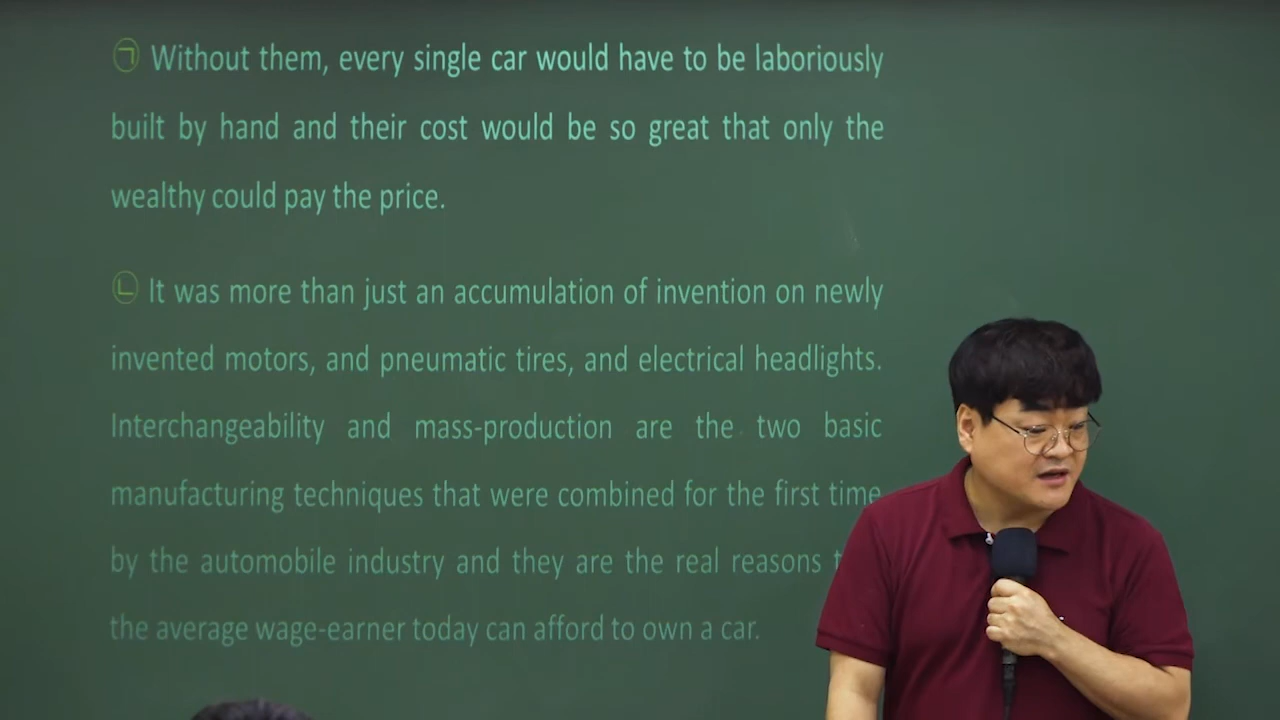 ㉠ Without them, every single car would have to be laboriously
built by hand and their cost would be so great that only the
wealthy could pay the price.
㉡ It was more than just an accumulation of invention on newly
invented motors, and pneumatic tires, and electrical headlights.
Interchangeability and mass-production are the two basic
manufacturing techniques that were combined for the first time
by the automobile industry and they are the real reasons
the average wage-earner today can afford to own a car.